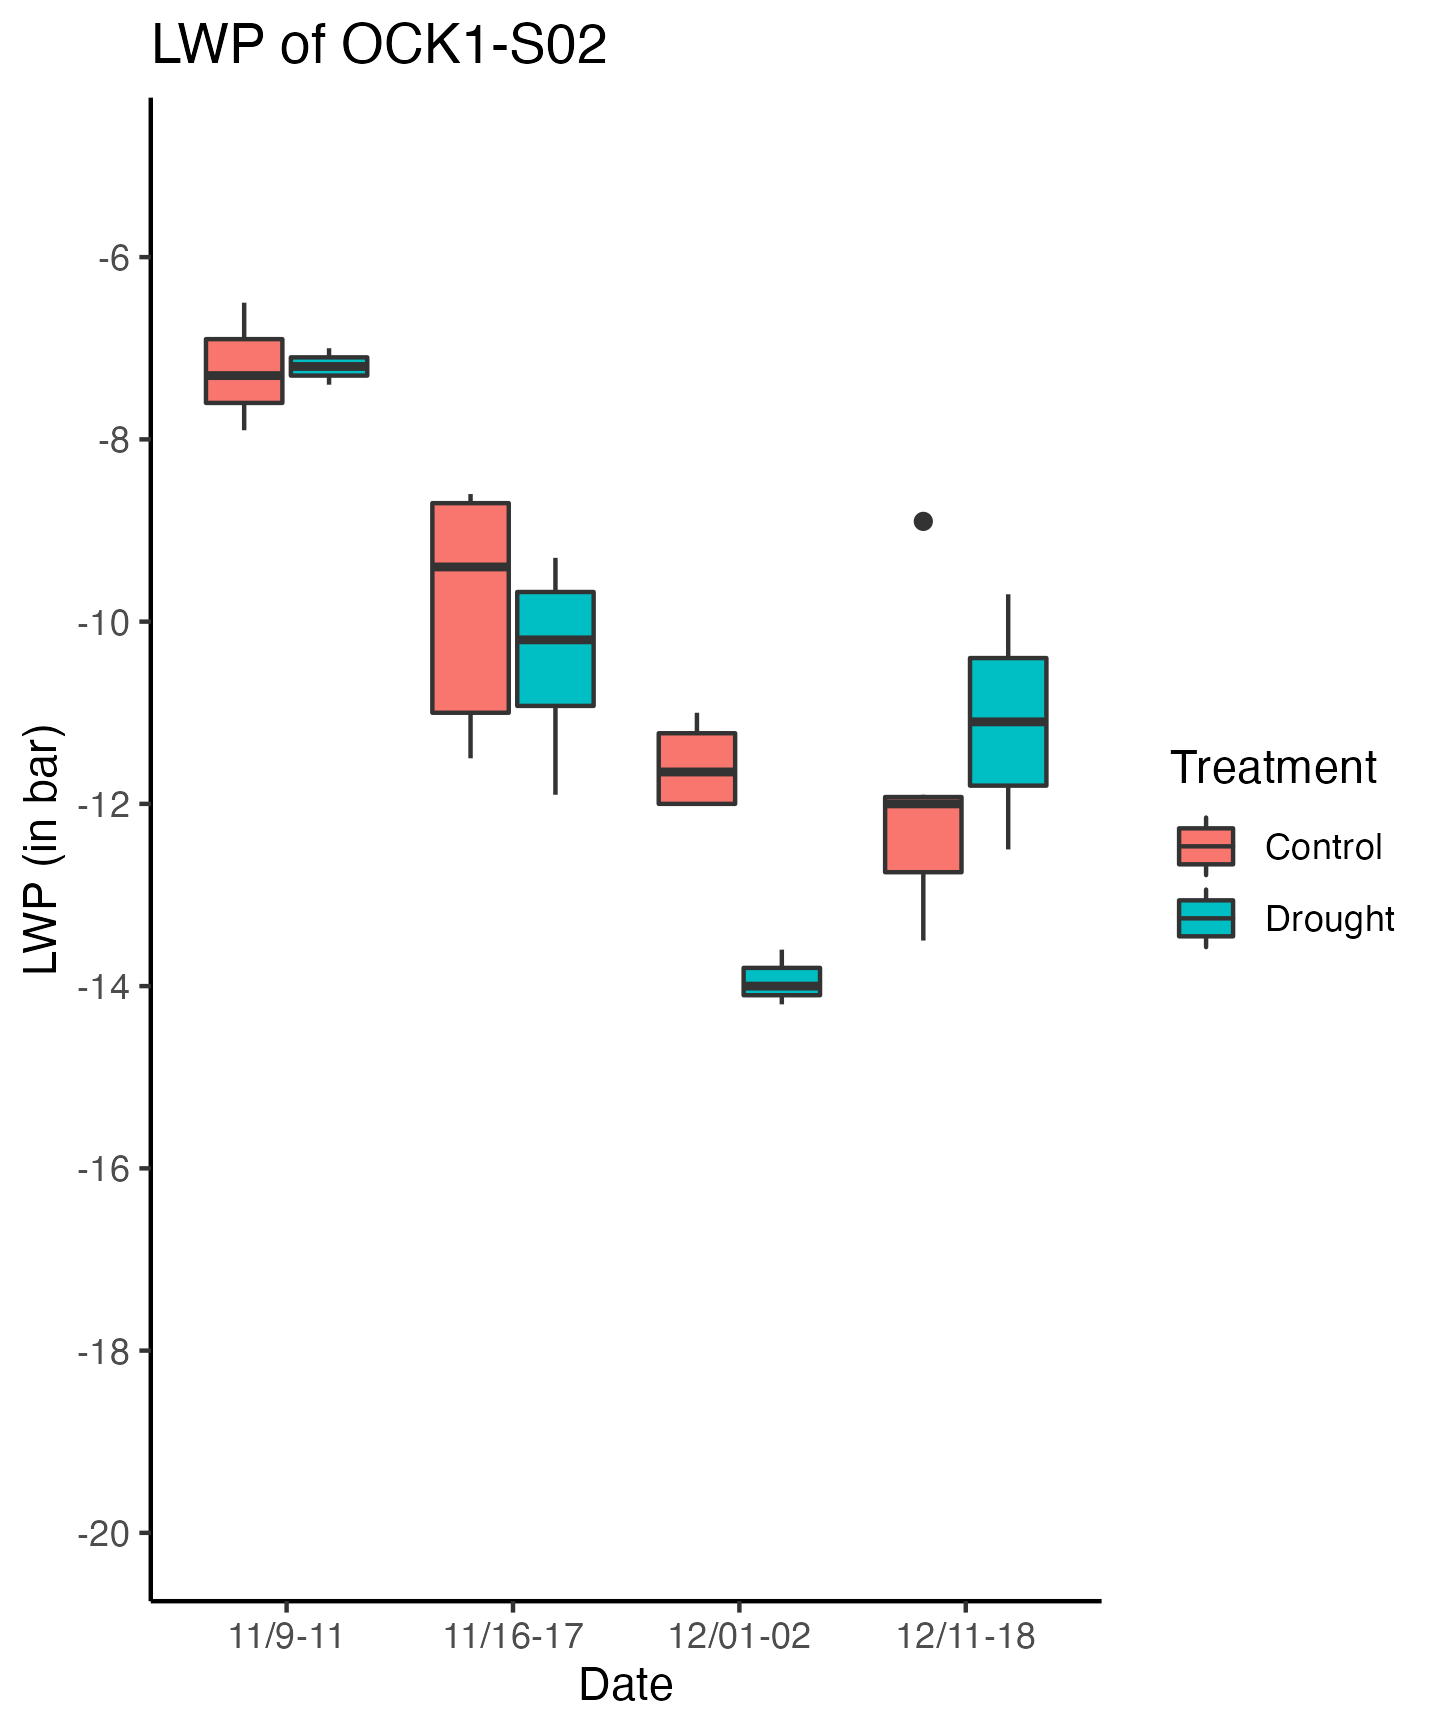 LWP of OCK1-S02
-6
-8
-10
-12
-14
-16
-18
-20
LWP (in bar)
11/9-11
11/16-17
12/01-02
12/11-18
Date
Treatment
Control
Drought